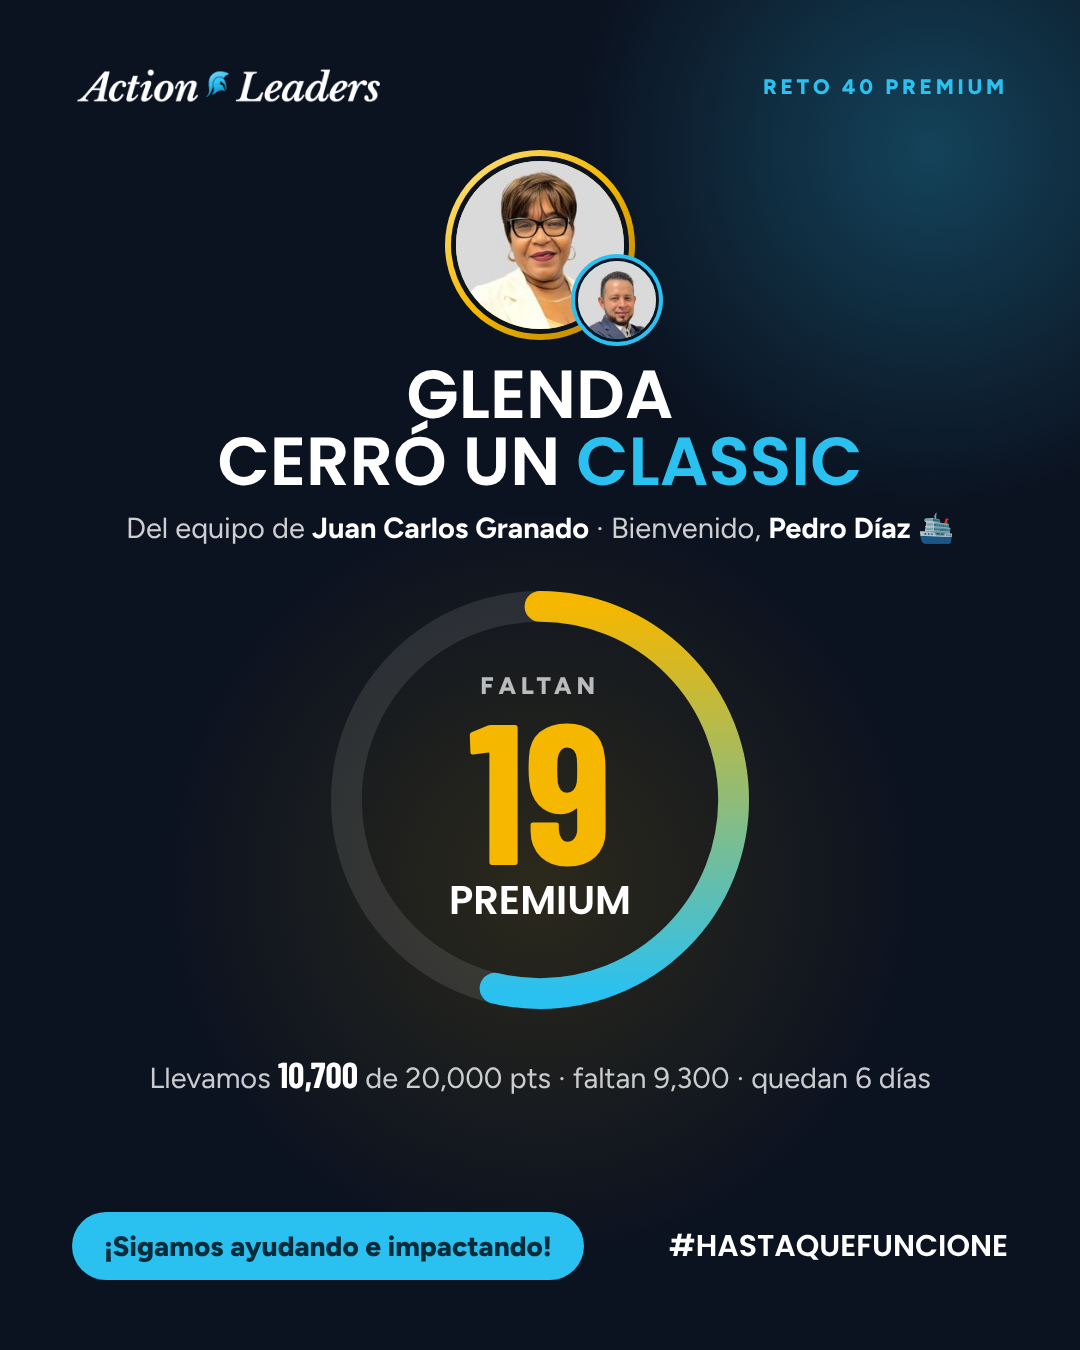 Action Leaders
RETO 40 PREMIUM
GLENDA
CERRÓ UN CLASSIC
Del equipo de Juan Carlos Granado · Bienvenido, Pedro Díaz 🛳️
FALTAN
19
PREMIUM
Llevamos 10,700 de 20,000 pts · faltan 9,300 · quedan 6 días
¡Sigamos ayudando e impactando!
#HASTAQUEFUNCIONE